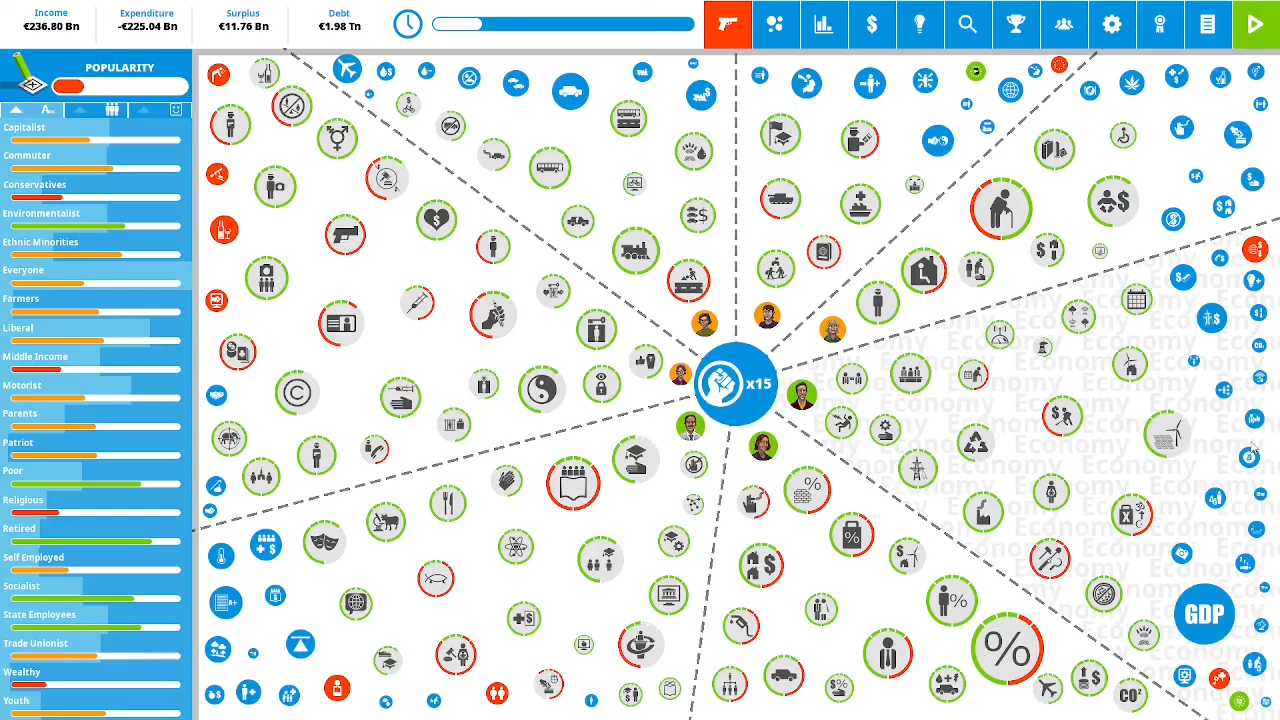 Income
€236.80 Bn
Expenditure
-€225.04 Bn
Surplus
€11.76 Bn
Debt
€1.98 Tn
POPULARITY
Capitalist
Commuter
Conservatives
Environmentalist
Ethnic Minorities
Everyone
Farmers
Liberal
Middle Income
Motorist
Parents
Patriot
Poor
Religious
Retired
Self Employed
Socialist
State Employees
Trade Unionist
Wealthy
Youth
x15
GDP
CO²
Economy Economy Economy